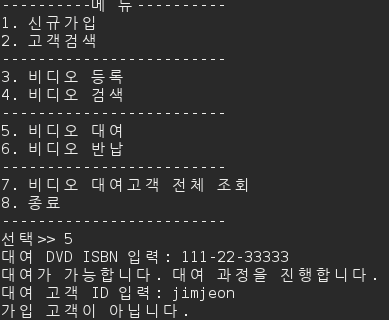 ----------메 뉴----------
1. 신규가입
2. 고객검색
-------------------------
3. 비디오 등록
4. 비디오 검색
-------------------------
5. 비디오 대여
6. 비디오 반납
-------------------------
7. 비디오 대여고객 전체 조회
8. 종료
-------------------------
선택>> 5
대여 DVD ISBN 입력: 111-22-33333
대여가 가능합니다. 대여 과정을 진행합니다.
대여 고객 ID 입력: jimjeon
가입 고객이 아닙니다.